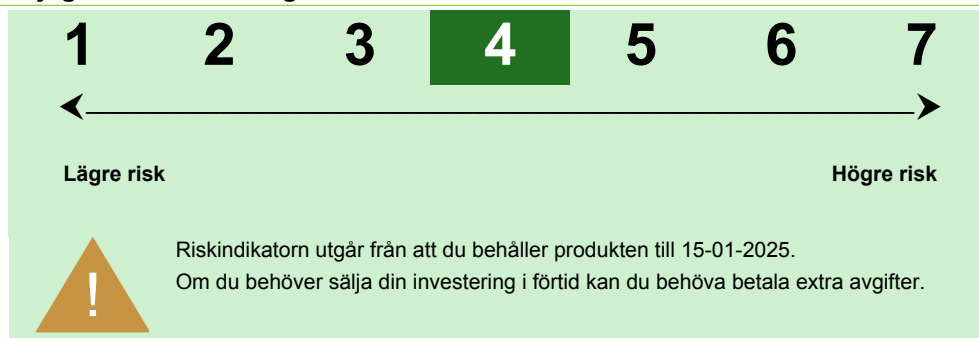 1 2 3 4 5 6 7
Lägre risk Högre risk
!
Riskindikatorn utgår från att du behåller produkten till 15-01-2025.
Om du behöver sälja din investering i förtid kan du behöva betala extra avgifter.